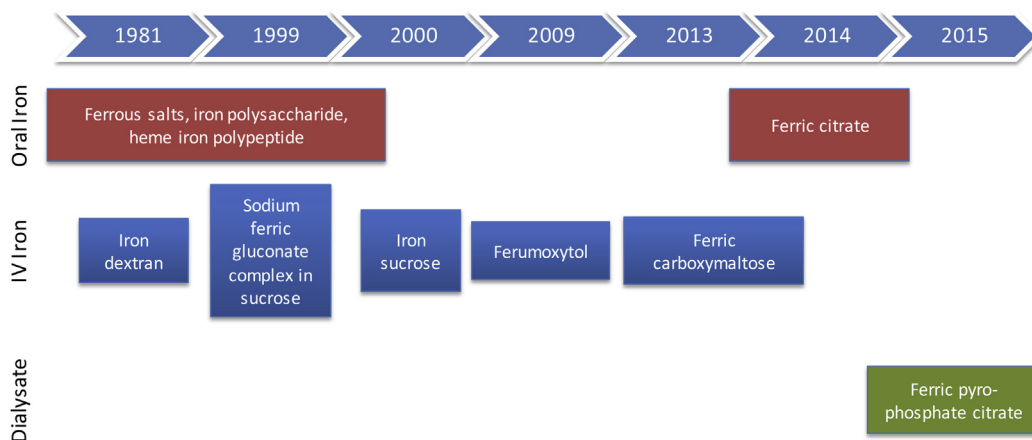 1981
1999
2000
2009
2013
2014
2015
Oral Iron
Ferrous salts, iron polysaccharide,
heme iron polypeptide
Ferric citrate
IV Iron
Iron
dextran
Sodium
ferric
gluconate
complex in
sucrose
Iron
sucrose
Ferumoxytol
Ferric
carboxymaltose
Dialysate
Ferric pyro-
phosphate citrate